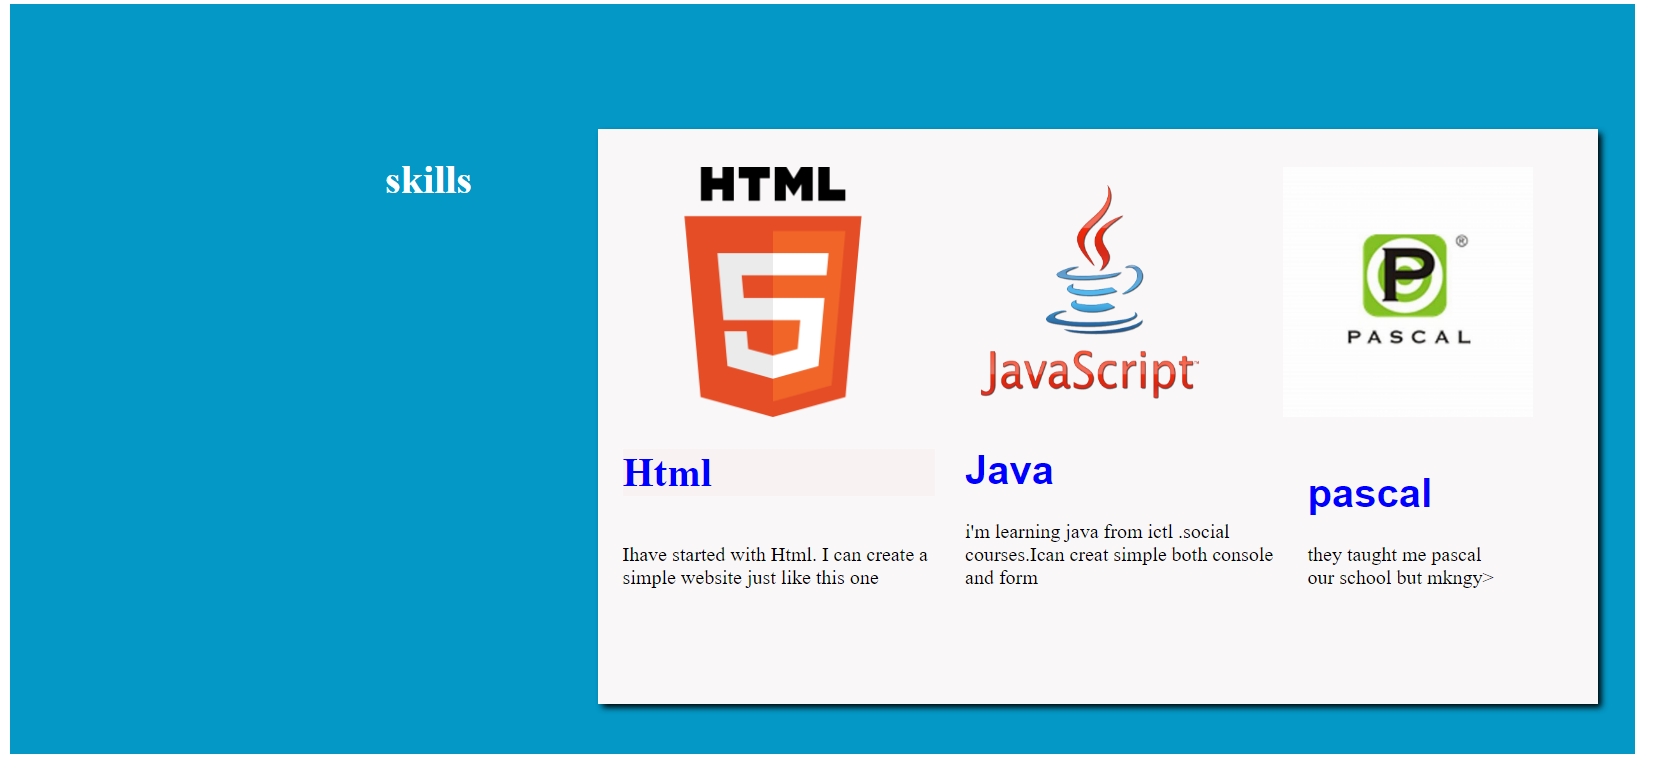 skills
HTML
5
JavaScript™
P ®
PASCAL
Html
Ihave started with Html. I can create a
simple website just like this one
Java
i'm learning java from ictl .social
courses.Ican creat simple both console
and form
pascal
they taught me pascal
our school but mkngy>